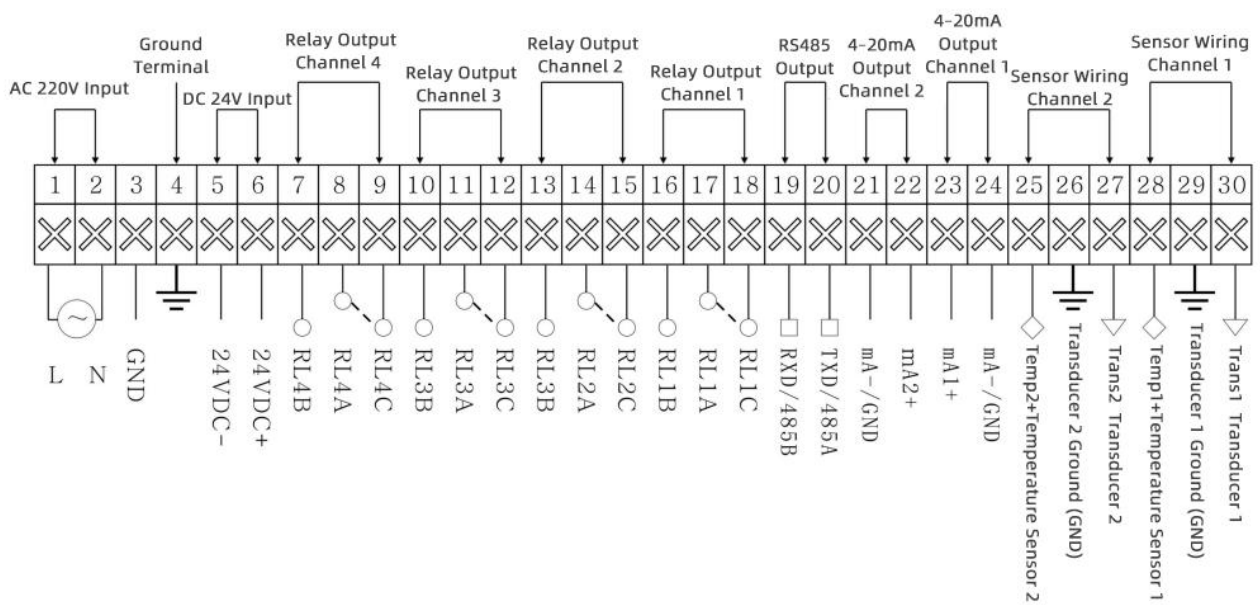 AC 220V Input
Ground
Terminal
DC 24V Input
Relay Output
Channel 4
Relay Output
Channel 3
Relay Output
Channel 2
Relay Output
Channel 1
RS485
Output
4-20mA
Output
Channel 2
4-20mA
Output
Channel 1
Sensor Wiring
Channel 2
Sensor Wiring
Channel 1
1 2 3 4 5 6 7 8 9 10 11 12 13 14 15 16 17 18 19 20 21 22 23 24 25 26 27 28 29 30
L N
GND
24VDC-
24VDC+
RL4B
RL4A
RL4C
RL3B
RL3A
RL3C
RL3B
RL2A
RL2C
RL1B
RL1A
RL1C
RXD/485B
TXD/485A
mA-/GND
mA2+
mA1+
mA-/GND
Temp2+Temperature Sensor 2
Transducer 2 Ground (GND)
Trans2 Transducer 2
Temp1+Temperature Sensor 1
Transducer 1 Ground (GND)
Trans1 Transducer 1